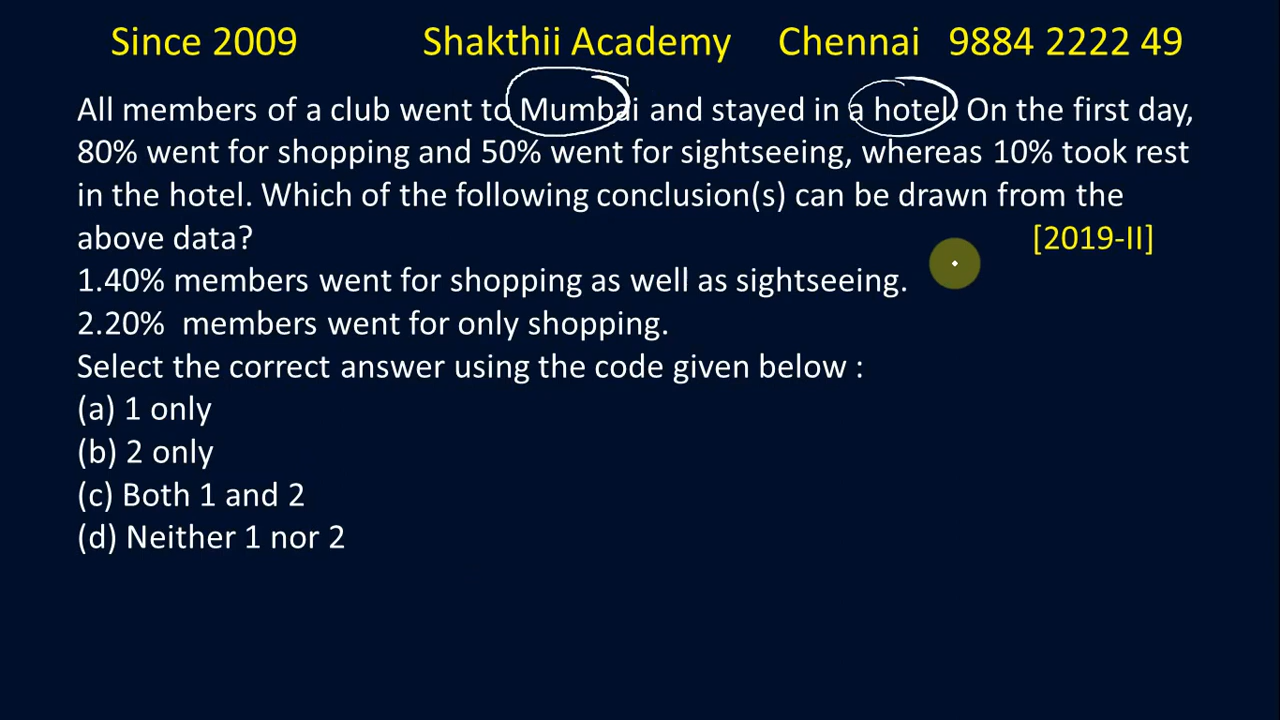 Since 2009 Shakthii Academy Chennai 9884 2222 49
All members of a club went to Mumbai and stayed in a hotel. On the first day,
80% went for shopping and 50% went for sightseeing, whereas 10% took rest
in the hotel. Which of the following conclusion(s) can be drawn from the
above data? [2019-II]
1.40% members went for shopping as well as sightseeing.
2.20% members went for only shopping.
Select the correct answer using the code given below :
(a) 1 only
(b) 2 only
(c) Both 1 and 2
(d) Neither 1 nor 2